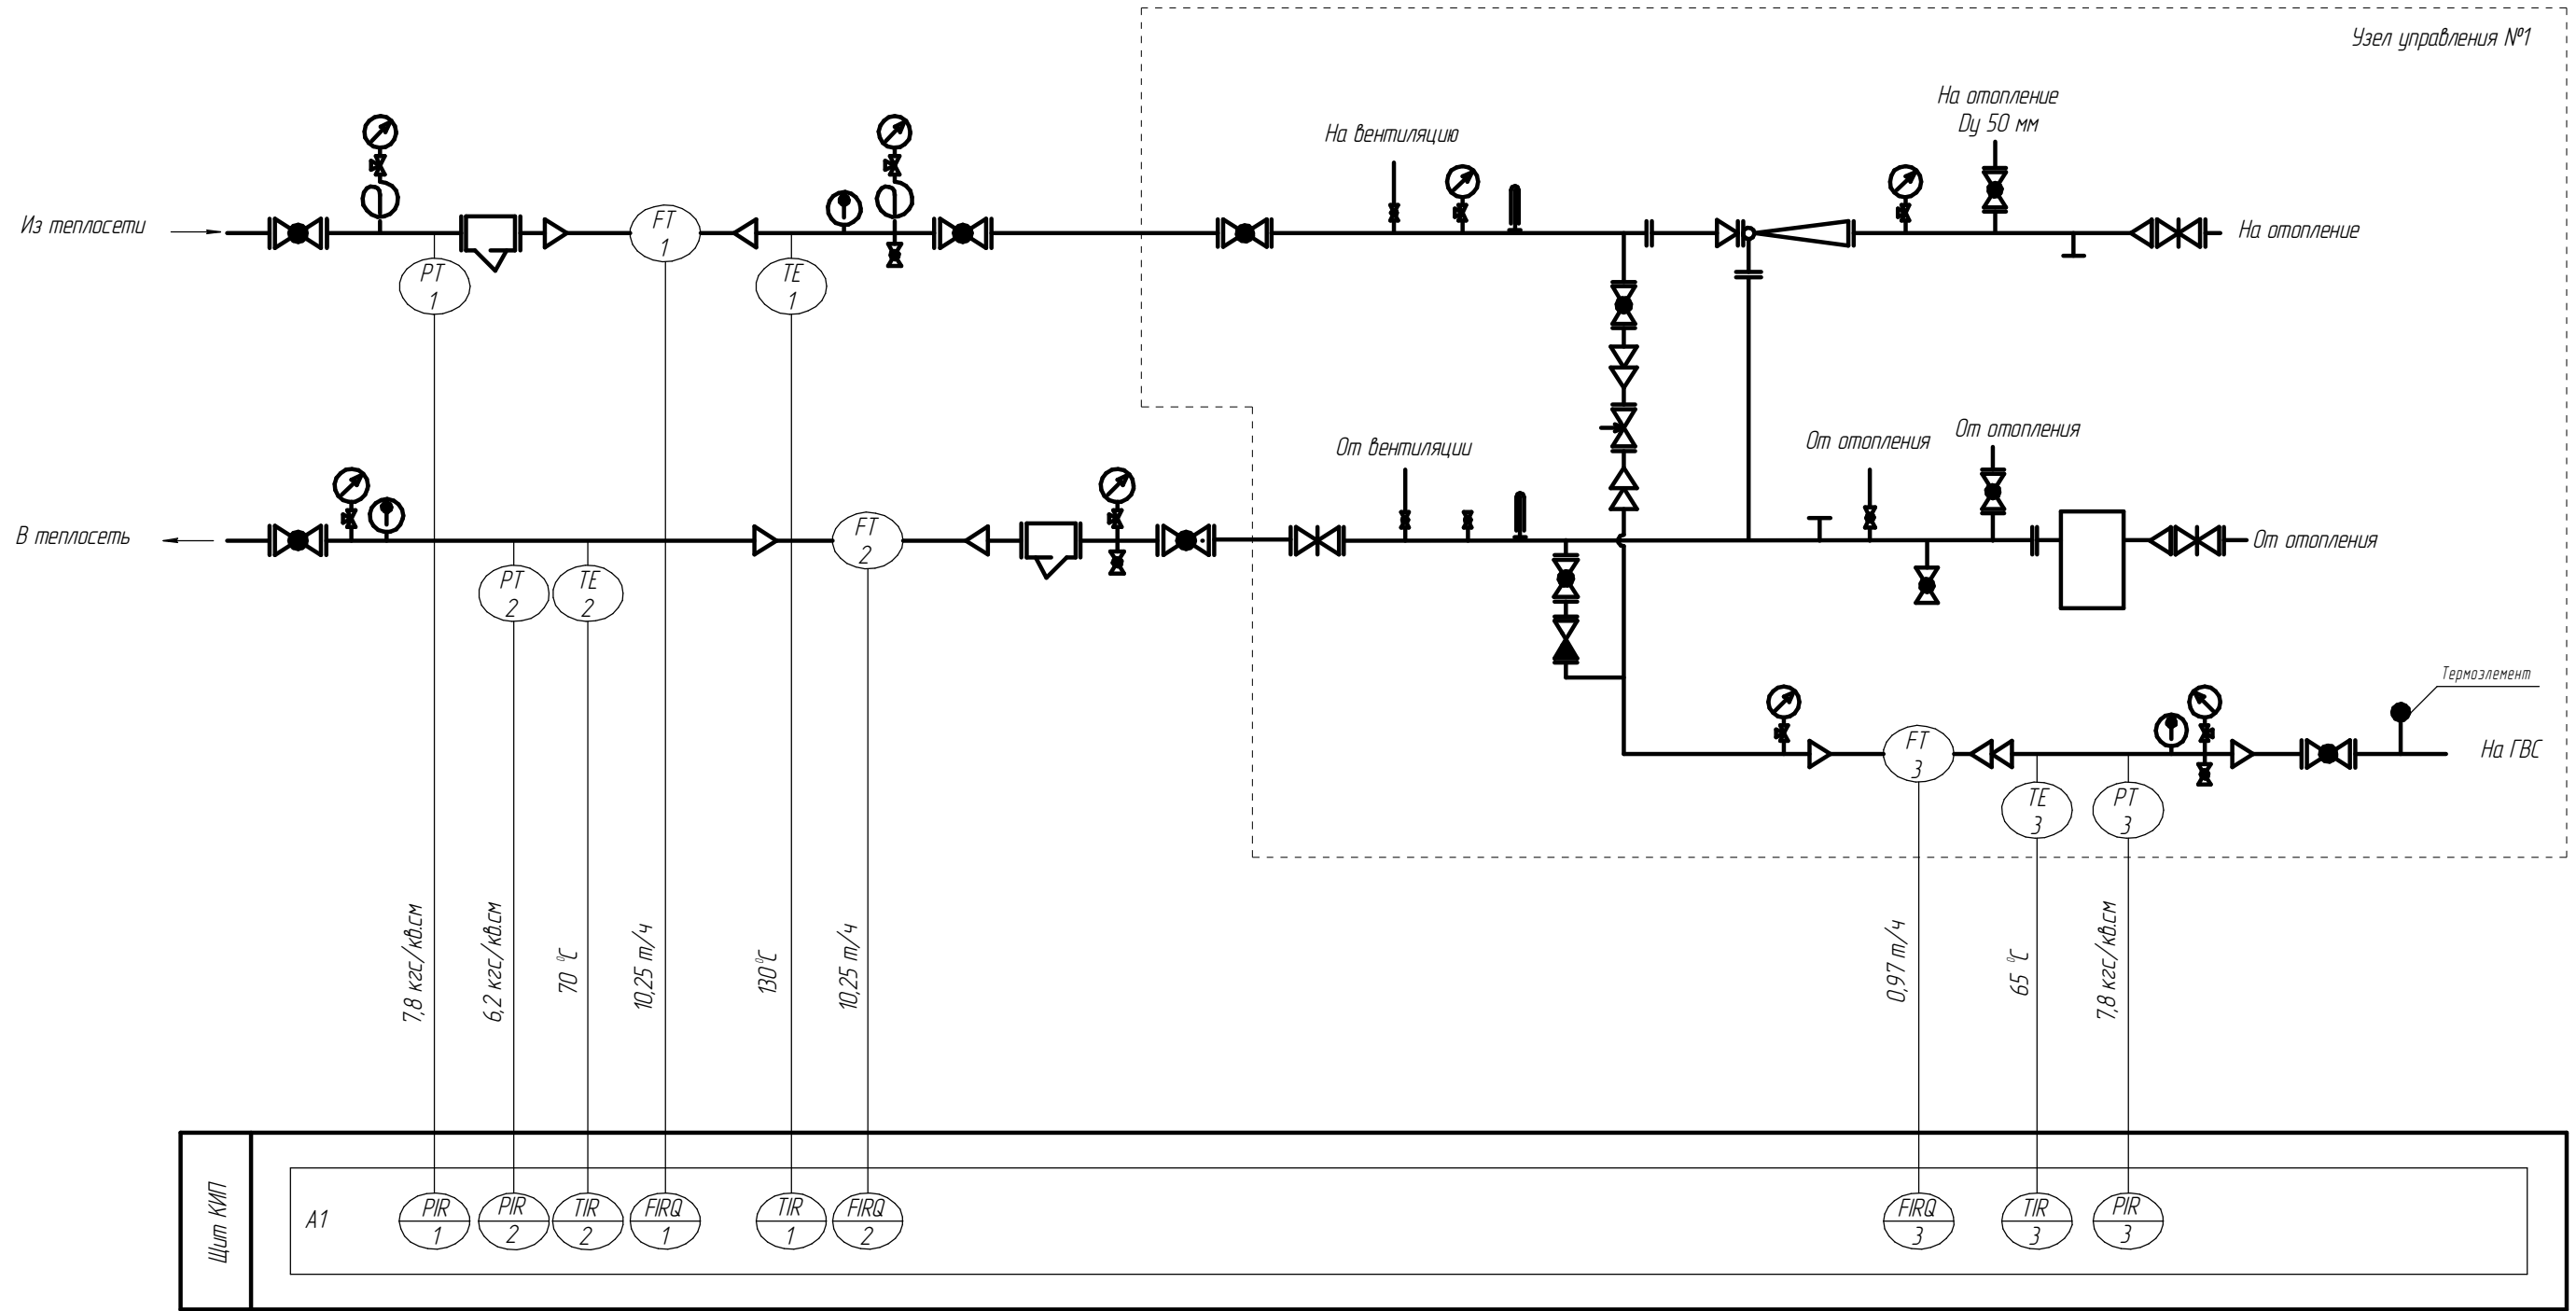 Узел управления №1
На отопление
Dy 50 мм
На вентиляцию
Из теплосети
FT
1
На отопление
PT
1
TE
1
От вентиляции
От отопления
От отопления
В теплосеть
FT
2
От отопления
PT
2
TE
2
Термоэлемент
FT
3
На ГВС
TE
3
PT
3
7,8 кгс/кв.см
6,2 кгс/кв.см
70 °С
10,25 т/ч
130°С
10,25 т/ч
0,97 т/ч
65 °С
7,8 кгс/кв.см
Щит КИП
А1
PIR
1
PIR
2
TIR
2
FIRQ
1
TIR
1
FIRQ
2
FIRQ
3
TIR
3
PIR
3